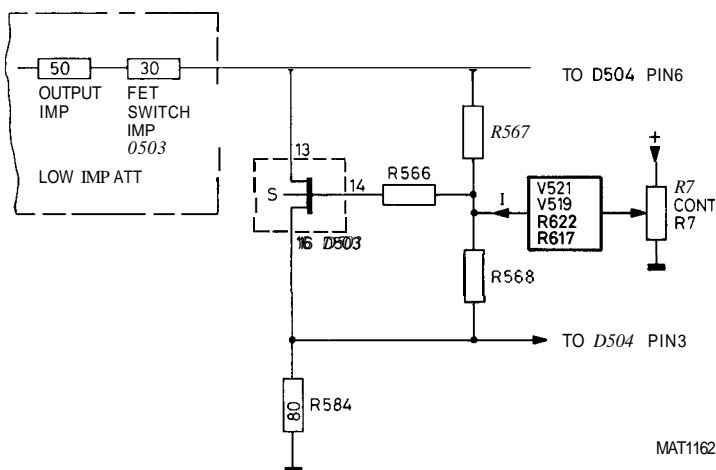 50
30
OUTPUT
IMP
FET
SWITCH
IMP
0503
LOW IMP ATT
TO D504 PIN6
R567
13
S
14
R566
16 D503
I
V521
V519
R622
R617
+
R7
CONT
R7
R568
TO D504 PIN3
80
R584
MAT1162